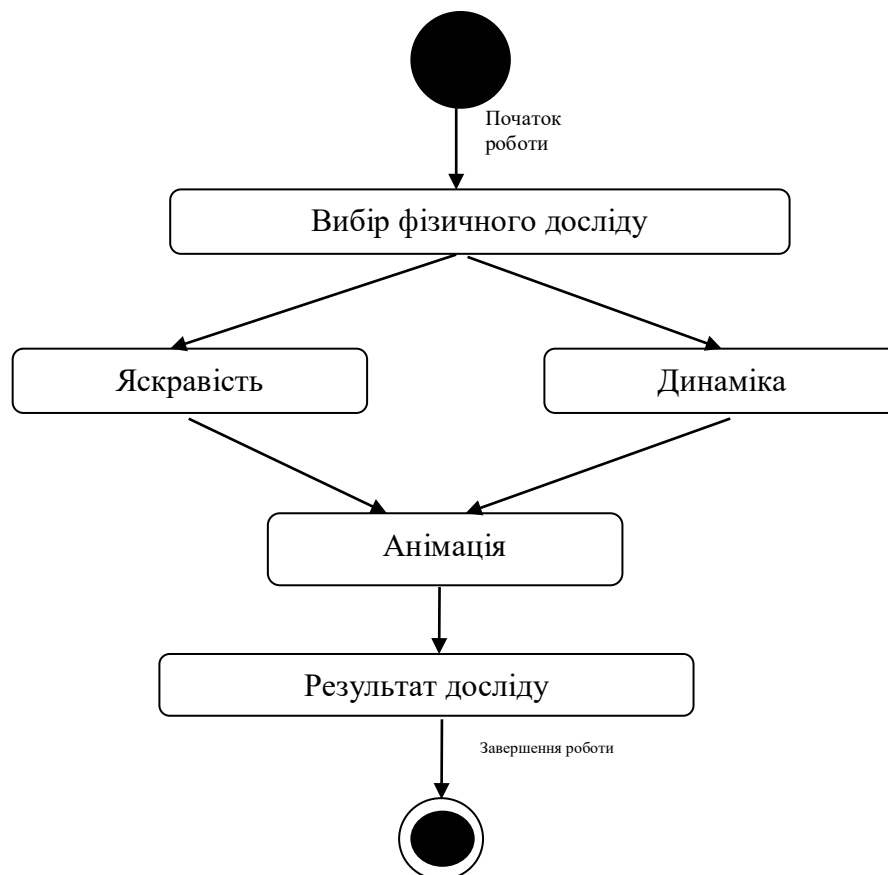 Початок
роботи
Вибір фізичного досліду
Яскравість
Динаміка
Анімація
Результат досліду
Завершення роботи